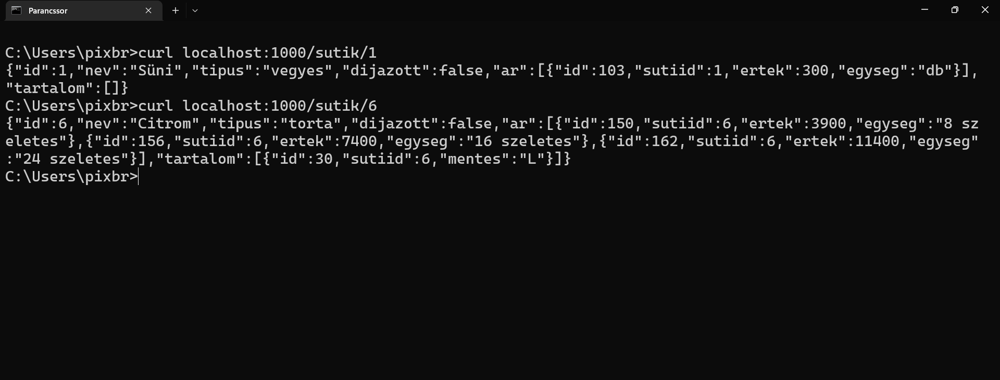 Parancssor
C:\Users\pixbr>curl localhost:1000/sutik/1
{"id":1,"nev":"Süni","tipus":"vegyes","dijazott":false,"ar":[{"id":103,"sutiid":1,"ertek":300,"egyseg":"db"}],
"tartalom":[]}
C:\Users\pixbr>curl localhost:1000/sutik/6
{"id":6,"nev":"Citrom","tipus":"torta","dijazott":false,"ar":[{"id":150,"sutiid":6,"ertek":3900,"egyseg":"8 sz
eletes"},{"id":156,"sutiid":6,"ertek":7400,"egyseg":"16 szeletes"},{"id":162,"sutiid":6,"ertek":11400,"egyseg"
:"24 szeletes"}],"tartalom":[{"id":30,"sutiid":6,"mentes":"L"}]}
C:\Users\pixbr>